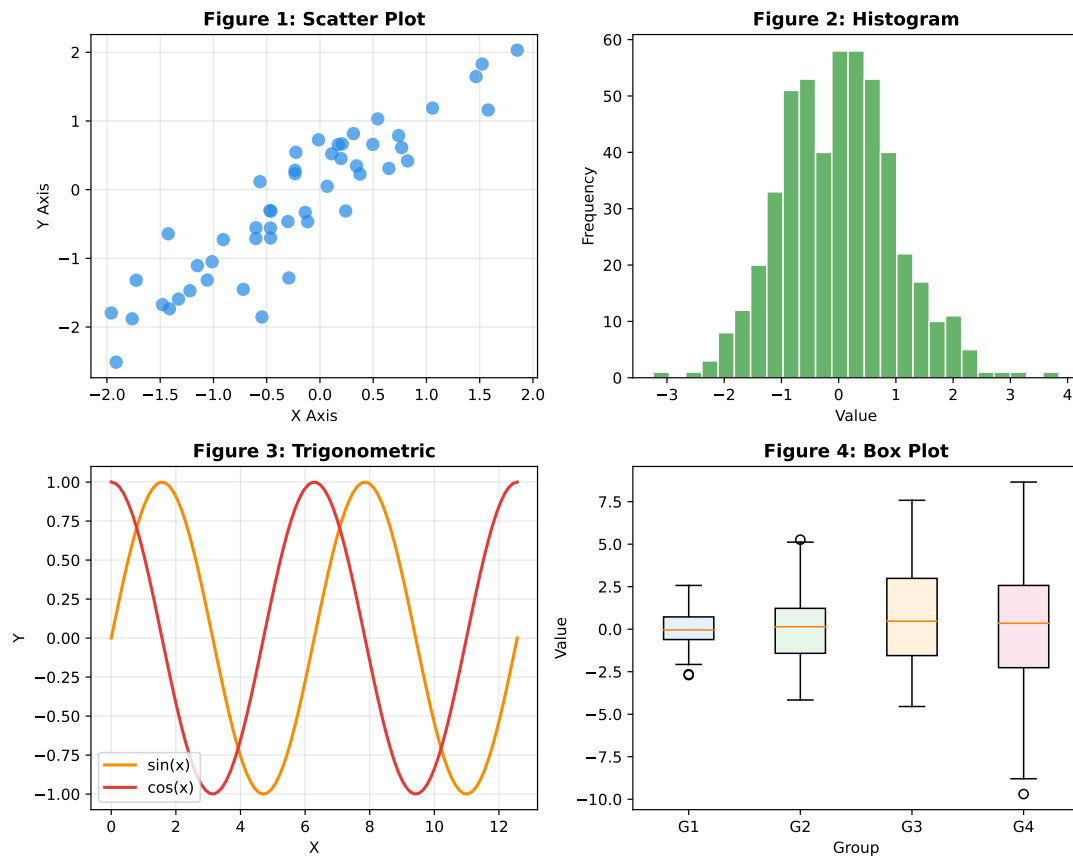 Figure 1: Scatter Plot
2
1
0
−1
−2
Y Axis
−2.0 −1.5 −1.0 −0.5 0.0 0.5 1.0 1.5 2.0
X Axis
Figure 2: Histogram
60
50
40
30
20
10
0
Frequency
−3 −2 −1 0 1 2 3 4
Value
Figure 3: Trigonometric
1.00
0.75
0.50
0.25
0.00
−0.25
−0.50
−0.75
−1.00
Y
sin(x)
cos(x)
0 2 4 6 8 10 12
X
Figure 4: Box Plot
7.5
5.0
2.5
0.0
−2.5
−5.0
−7.5
−10.0
Value
G1 G2 G3 G4
Group